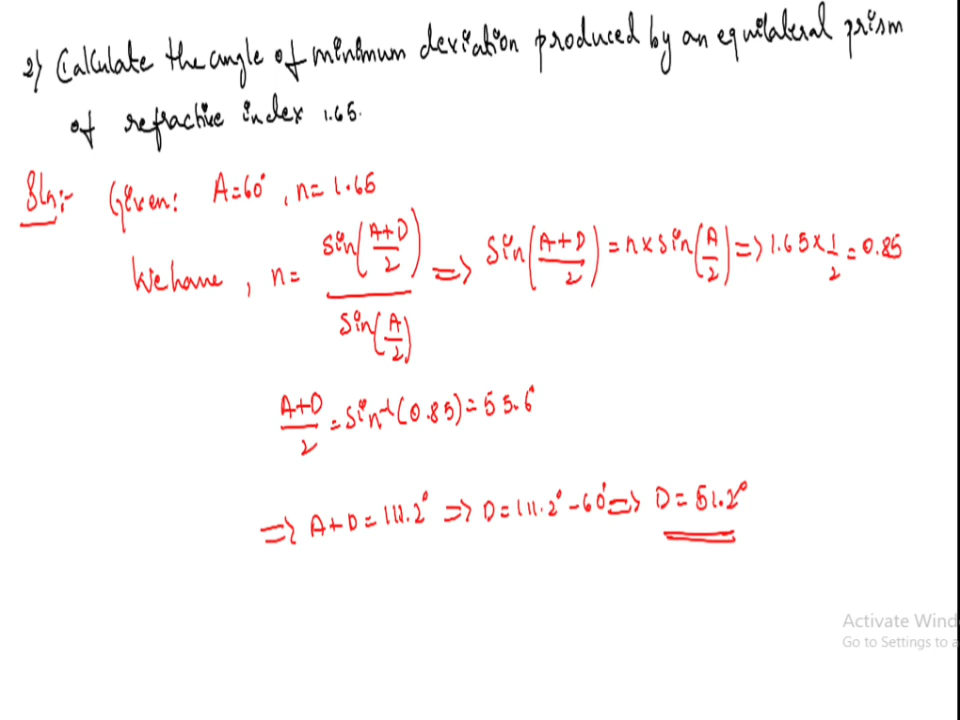 2) Calculate the angle of minimum deviation produced by an equilateral prism
of refractive index 1.65.
Sln:- Given: A=60°, n=1.65
We have, n= sin((A+D)/2) / sin(A/2) => sin((A+D)/2) = n x sin(A/2) => 1.65 x 1/2 = 0.85
(A+D)/2 = sin⁻¹(0.85) = 55.6°
=> A+D = 111.2° => D = 111.2° - 60° => D = 51.2°
Activate Wind
Go to Settings to a